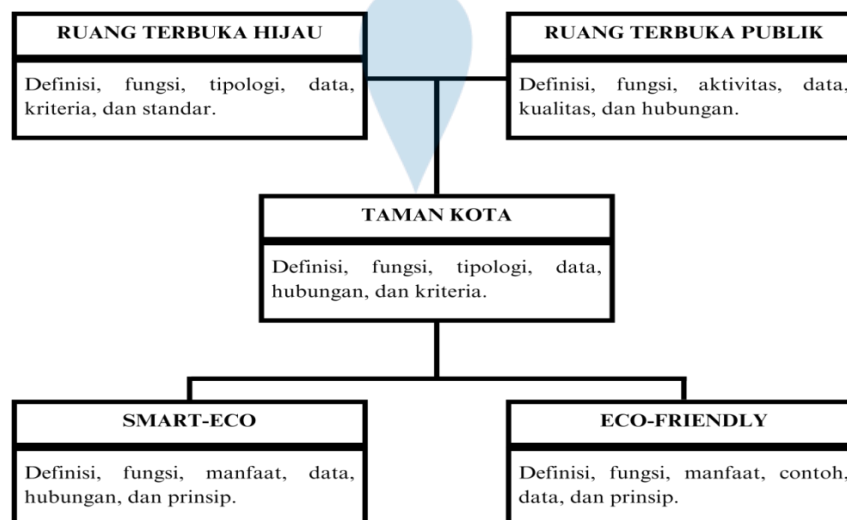 RUANG TERBUKA HIJAU
Definisi, fungsi, tipologi, data,
kriteria, dan standar.
RUANG TERBUKA PUBLIK
Definisi, fungsi, aktivitas, data,
kualitas, dan hubungan.
TAMAN KOTA
Definisi, fungsi, tipologi, data,
hubungan, dan kriteria.
SMART-ECO
Definisi, fungsi, manfaat, data,
hubungan, dan prinsip.
ECO-FRIENDLY
Definisi, fungsi, manfaat, contoh,
data, dan prinsip.